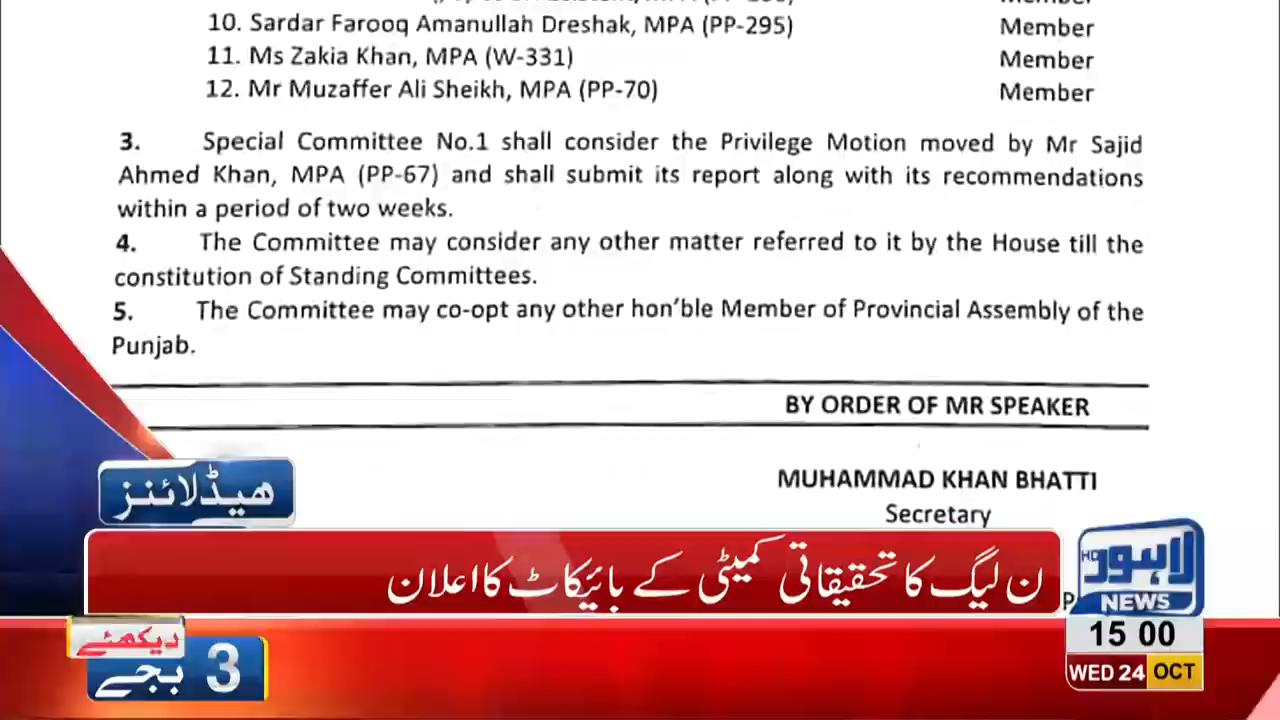 10. Sardar Farooq Amanullah Dreshak, MPA (PP-295) Member
11. Ms Zakia Khan, MPA (W-331) Member
12. Mr Muzaffer Ali Sheikh, MPA (PP-70) Member
3. Special Committee No.1 shall consider the Privilege Motion moved by Mr Sajid
Ahmed Khan, MPA (PP-67) and shall submit its report along with its recommendations
within a period of two weeks.
4. The Committee may consider any other matter referred to it by the House till the
constitution of Standing Committees.
5. The Committee may co-opt any other hon'ble Member of Provincial Assembly of the
Punjab.
BY ORDER OF MR SPEAKER
MUHAMMAD KHAN BHATTI
Secretary
ھیڈلائنز
ن لیگ کا تحقیقاتی کمیٹی کے بائیکاٹ کا اعلان
HD لاہور
NEWS
15 00
WED 24 OCT
دیکھئے
3 بجے